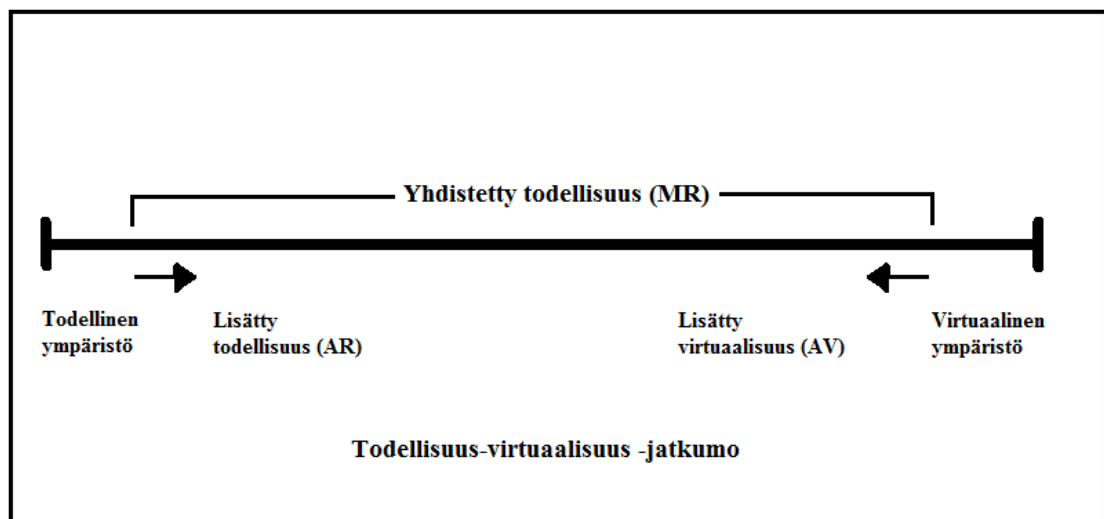 Yhdistetty todellisuus (MR)
Todellinen
ympäristö
Lisätty
todellisuus (AR)
Lisätty
virtuaalisuus (AV)
Virtuaalinen
ympäristö
Todellisuus-virtuaalisuus -jatkumo